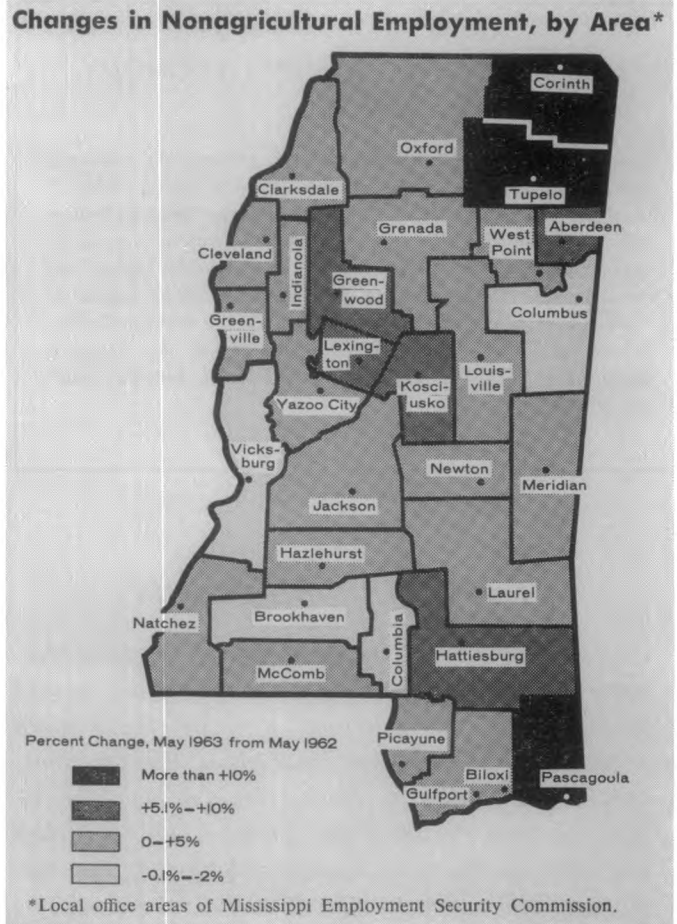 Changes in Nonagricultural Employment, by Area*
Corinth
Oxford
Clarksdale
Tupelo
Cleveland
Indianola
Grenada
West
Point
Aberdeen
Green-
wood
Green-
ville
Columbus
Lexing-
ton
Kosci-
usko
Louis-
ville
Yazoo City
Vicks-
burg
Newton
Meridian
Jackson
Hazlehurst
Laurel
Natchez
Brookhaven
Columbia
Hattiesburg
McComb
Picayune
Biloxi
Gulfport
Pascagoula
Percent Change, May 1963 from May 1962
More than +10%
+5.1%–+10%
0–+5%
-0.1%–-2%
*Local office areas of Mississippi Employment Security Commission.